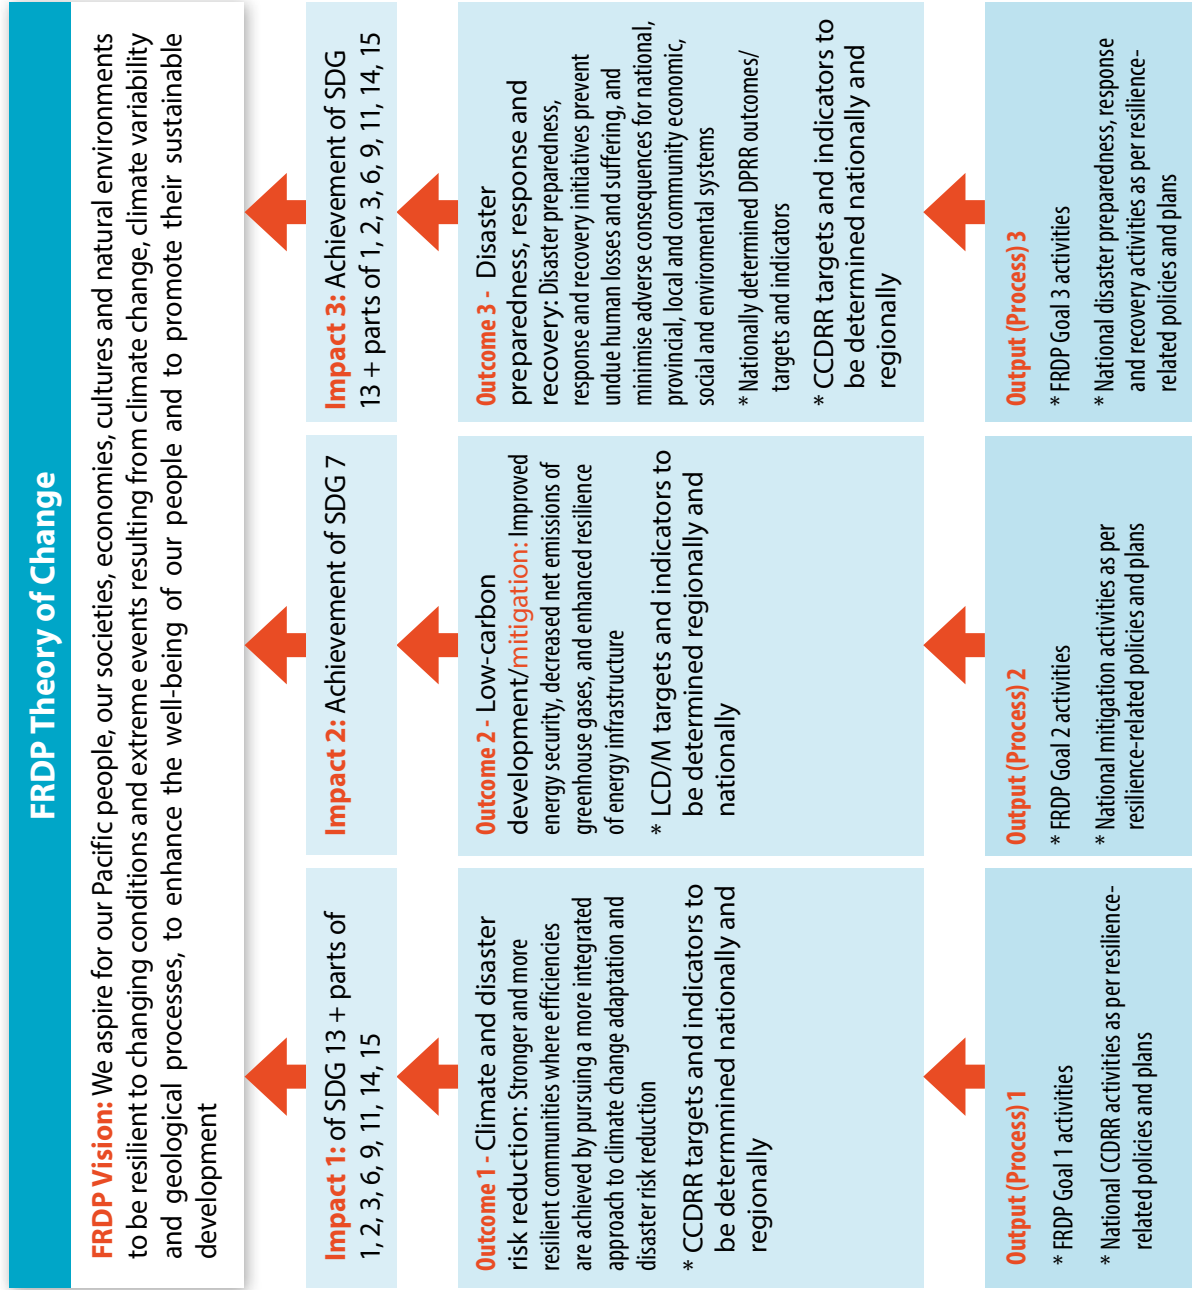 FRDP Theory of Change
FRDP Vision: We aspire for our Pacific people, our societies, economies, cultures and natural environments
to be resilient to changing conditions and extreme events resulting from climate change, climate variability
and geological processes, to enhance the well-being of our people and to promote their sustainable
development
Impact 1: of SDG 13 + parts of
1, 2, 3, 6, 9, 11, 14, 15
Impact 2: Achievement of SDG 7
Impact 3: Achievement of SDG
13 + parts of 1, 2, 3, 6, 9, 11, 14, 15
Outcome 1 - Climate and disaster
risk reduction: Stronger and more
resilient communities where efficiencies
are achieved by pursuing a more integrated
approach to climate change adaptation and
disaster risk reduction
* CCDRR targets and indicators to
be determmined nationally and
regionally
Outcome 2 - Low-carbon
development/mitigation: Improved
energy security, decreased net emissions of
greenhouse gases, and enhanced resilience
of energy infrastructure
* LCD/M targets and indicators to
be determined regionally and
nationally
Outcome 3 - Disaster
preparedness, response and
recovery: Disaster preparedness,
response and recovery initiatives prevent
undue human losses and suffering, and
minimise adverse consequences for national,
provincial, local and community economic,
social and enviromental systems
* Nationally determined DPRR outcomes/
targets and indicators
* CCDRR targets and indicators to
be determined nationally and
regionally
Output (Process) 1
* FRDP Goal 1 activities
* National CCDRR activities as per resilience-
related policies and plans
Output (Process) 2
* FRDP Goal 2 activities
* National mitigation activities as per
resilience-related policies and plans
Output (Process) 3
* FRDP Goal 3 activities
* National disaster preparedness, response
and recovery activities as per resilience-
related policies and plans